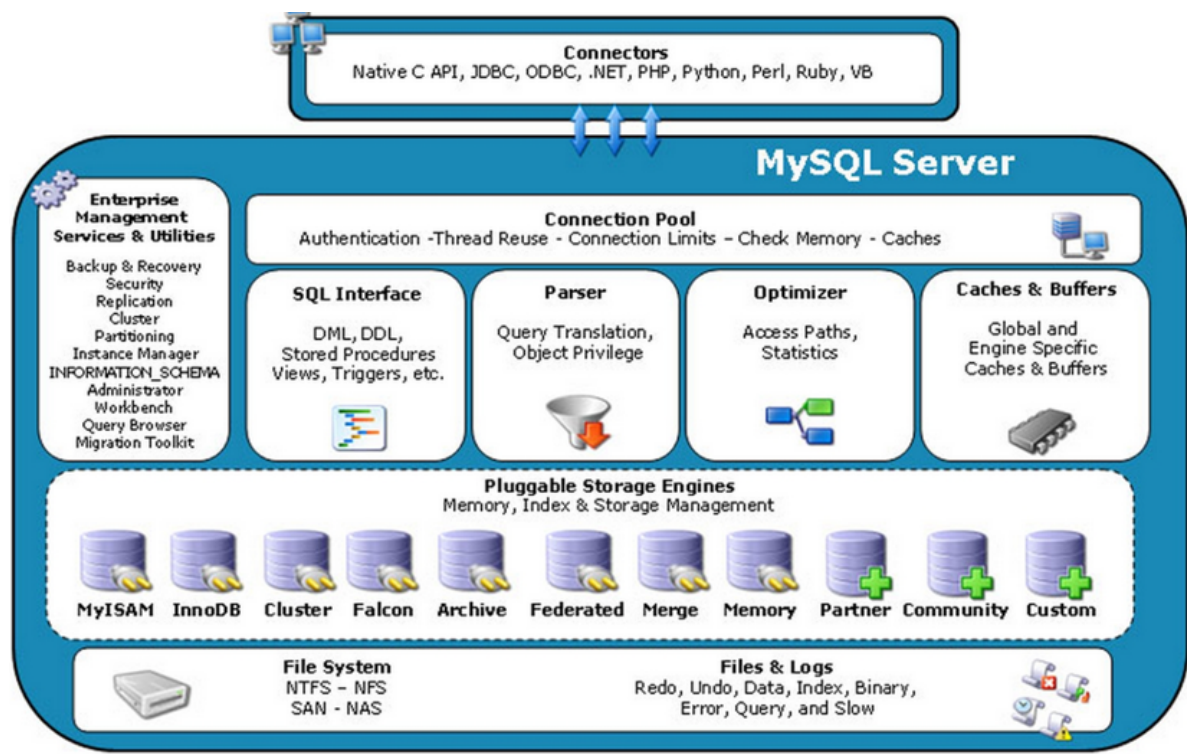 Connectors
Native C API, JDBC, ODBC, .NET, PHP, Python, Perl, Ruby, VB
MySQL Server
Enterprise
Management
Services & Utilities
Backup & Recovery
Security
Replication
Cluster
Partitioning
Instance Manager
INFORMATION_SCHEMA
Administrator
Workbench
Query Browser
Migration Toolkit
Connection Pool
Authentication -Thread Reuse - Connection Limits – Check Memory - Caches
SQL Interface
DML, DDL,
Stored Procedures
Views, Triggers, etc.
Parser
Query Translation,
Object Privilege
Optimizer
Access Paths,
Statistics
Caches & Buffers
Global and
Engine Specific
Caches & Buffers
Pluggable Storage Engines
Memory, Index & Storage Management
MyISAM InnoDB Cluster Falcon Archive Federated Merge Memory Partner Community Custom
File System
NTFS – NFS
SAN - NAS
Files & Logs
Redo, Undo, Data, Index, Binary,
Error, Query, and Slow